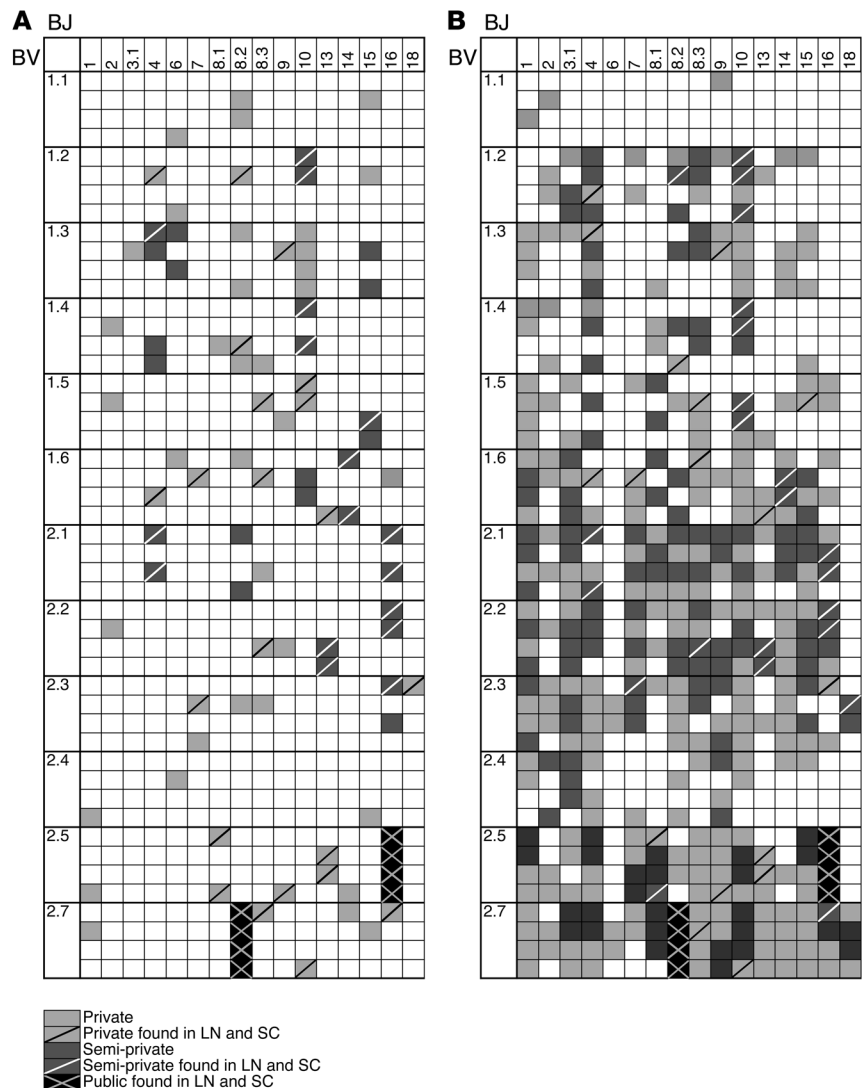 A BJ
BV 1 2 3.1 4 6 7 8.1 8.2 8.3 9 10 13 14 15 16 18
1.1
1.2
1.3
1.4
1.5
1.6
2.1
2.2
2.3
2.4
2.5
2.7
B BJ
BV 1 2 3.1 4 6 7 8.1 8.2 8.3 9 10 13 14 15 16 18
1.1
1.2
1.3
1.4
1.5
1.6
2.1
2.2
2.3
2.4
2.5
2.7
Private
Private found in LN and SC
Semi-private
Semi-private found in LN and SC
Public found in LN and SC